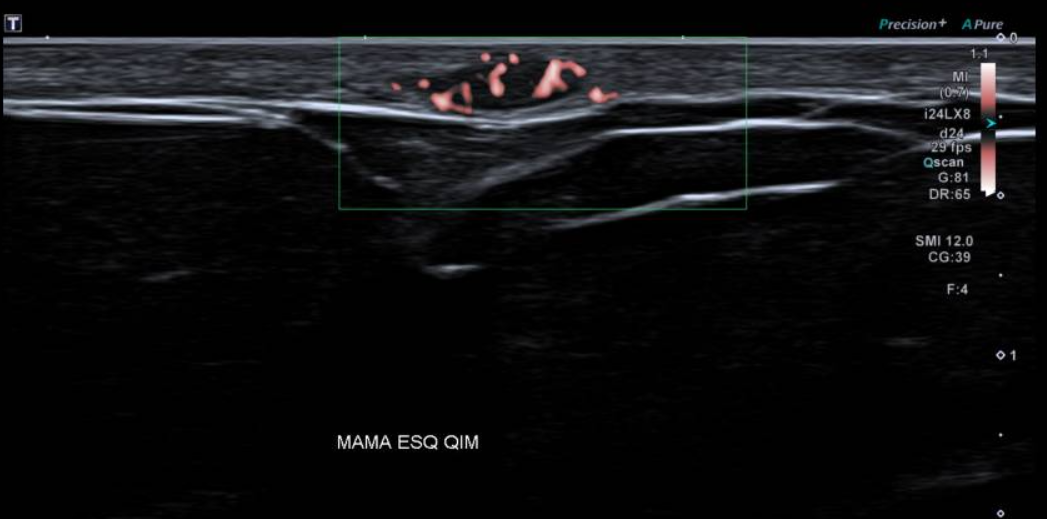 T
Precision+ A Pure
0
1.1
MI
(0.7)
i24LX8
d24
29 fps
Qscan
G:81
DR:65
SMI 12.0
CG:39
F:4
1
MAMA ESQ QIM